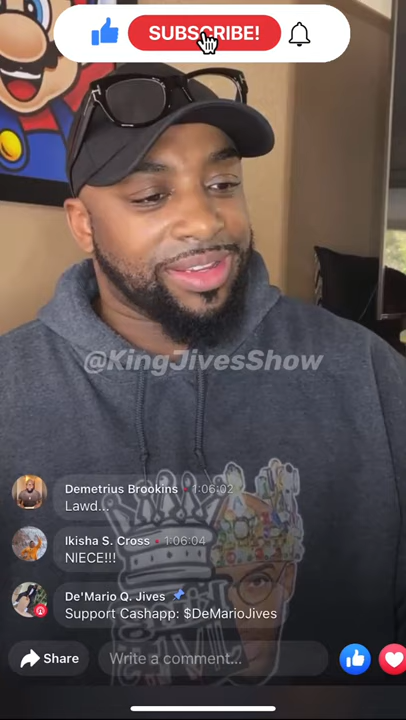 SUBSCRIBE!
@KingJivesShow
Demetrius Brookins • 1:06:02
Lawd...
Ikisha S. Cross • 1:06:04
NIECE!!!
De'Mario Q. Jives
Support Cashapp: $DeMarioJives
Share
Write a comment...